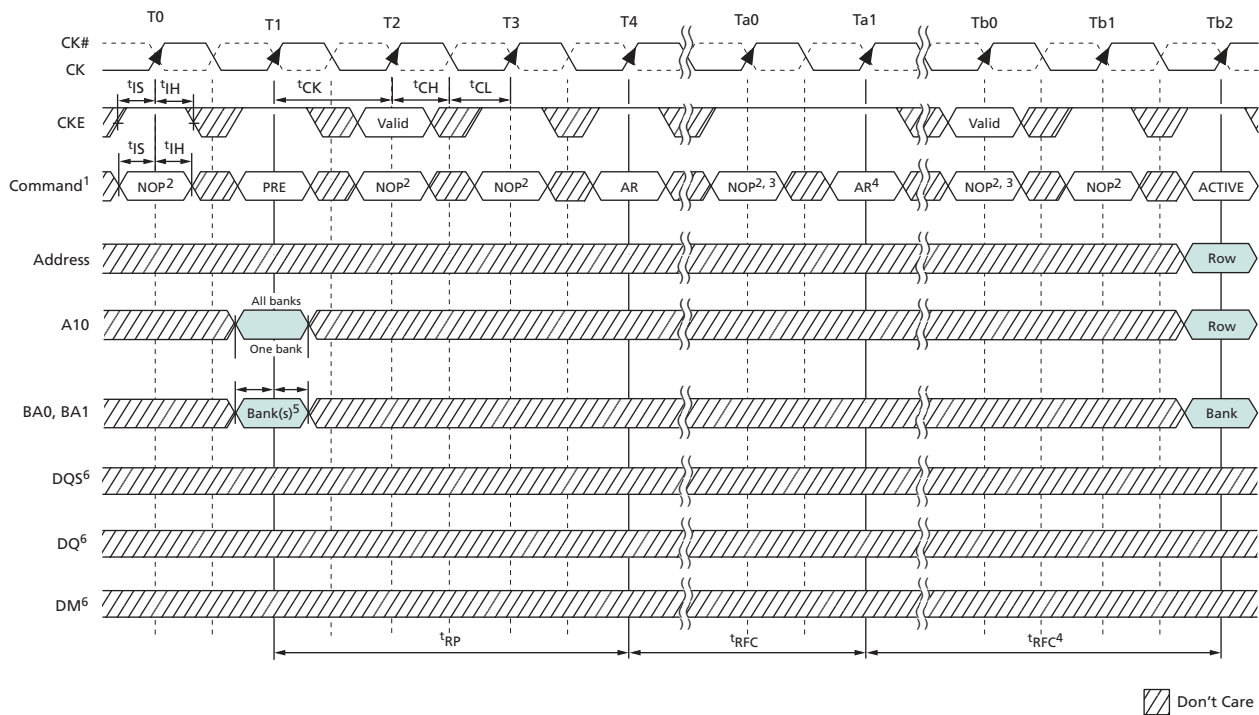 T0 T1 T2 T3 T4 Ta0 Ta1 Tb0 Tb1 Tb2
CK#
CK
tIS tIH tCK tCH tCL
CKE Valid Valid
tIS tIH
Command1 NOP2 PRE NOP2 NOP2 AR NOP2, 3 AR4 NOP2, 3 NOP2 ACTIVE
Address Row
All banks
A10 Row
One bank
BA0, BA1 Bank(s)5 Bank
DQS6
DQ6
DM6
tRP tRFC tRFC4
Don't Care